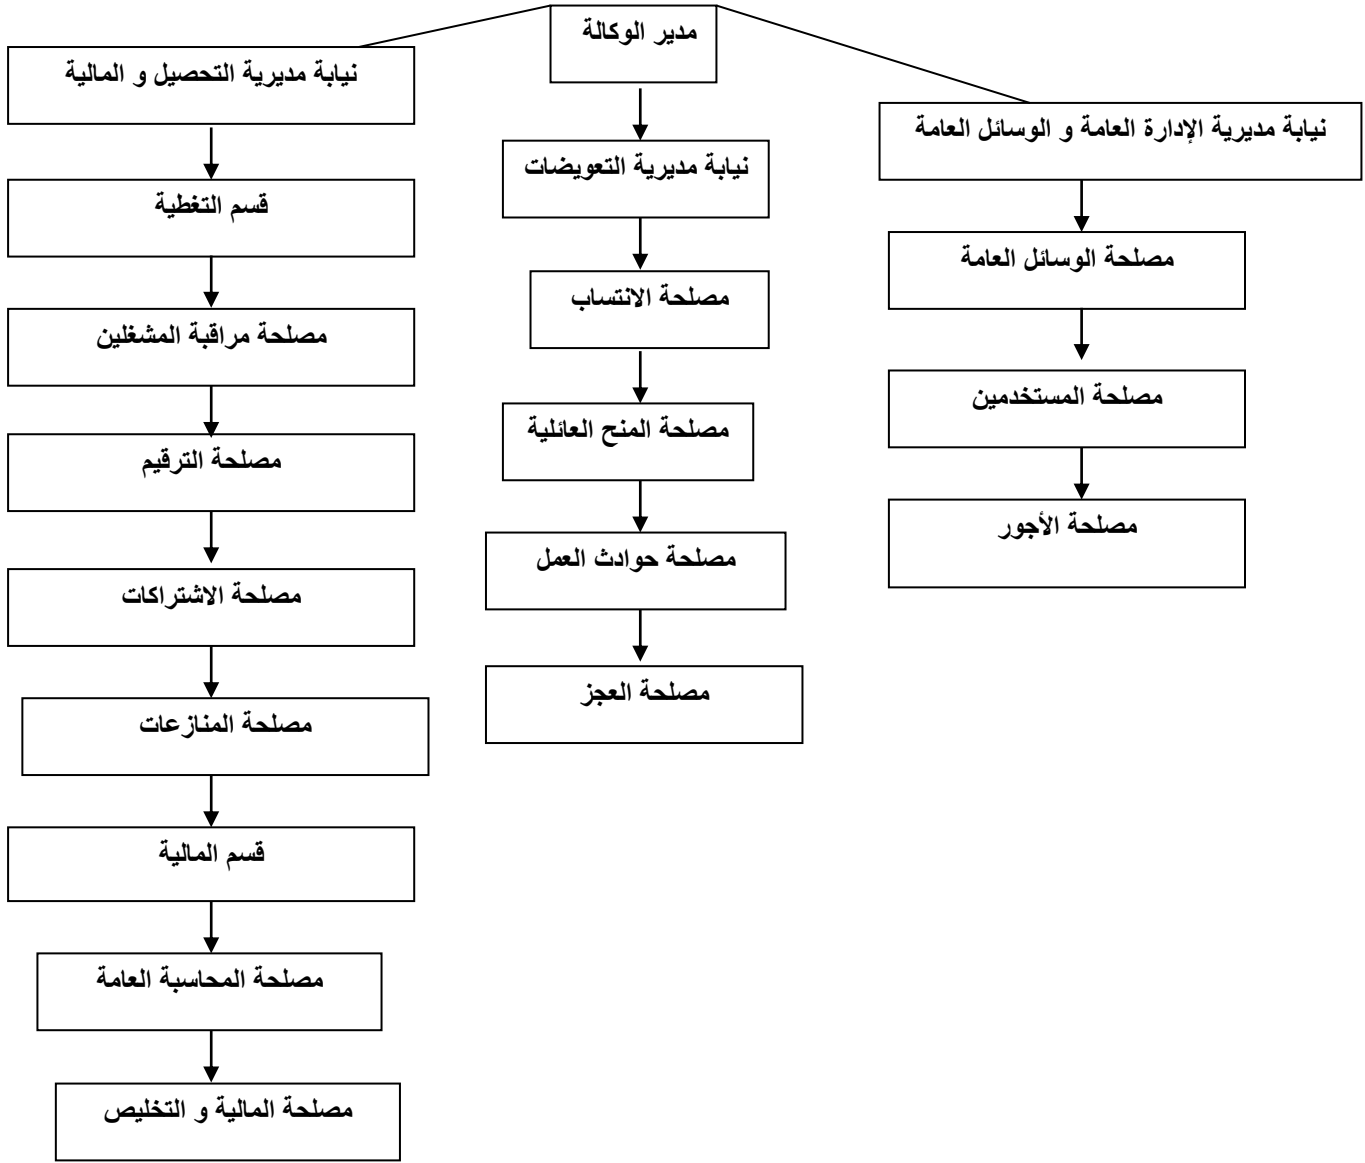 مدير الوكالة
نيابة مديرية الإدارة العامة و الوسائل العامة
مصلحة الوسائل العامة
مصلحة المستخدمين
مصلحة الأجور
نيابة مديرية التعويضات
مصلحة الانتساب
مصلحة المنح العائلية
مصلحة حوادث العمل
مصلحة العجز
نيابة مديرية التحصيل و المالية
قسم التغطية
مصلحة مراقبة المشغلين
مصلحة الترقيم
مصلحة الاشتراكات
مصلحة المنازعات
قسم المالية
مصلحة المحاسبة العامة
مصلحة المالية و التخليص